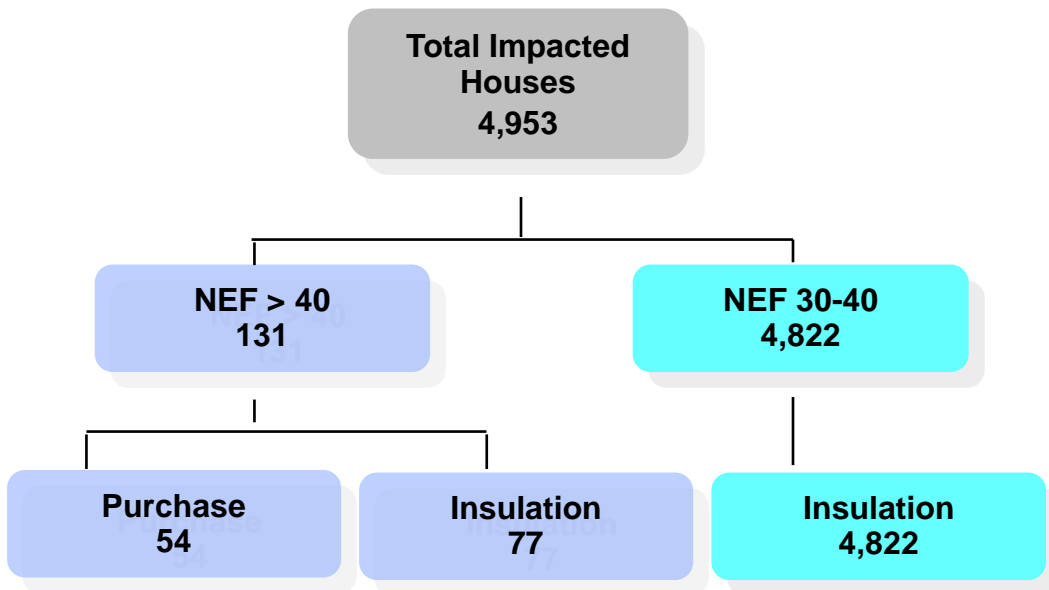 Total Impacted
Houses
4,953
NEF > 40
131
NEF 30-40
4,822
Purchase
54
Insulation
77
Insulation
4,822